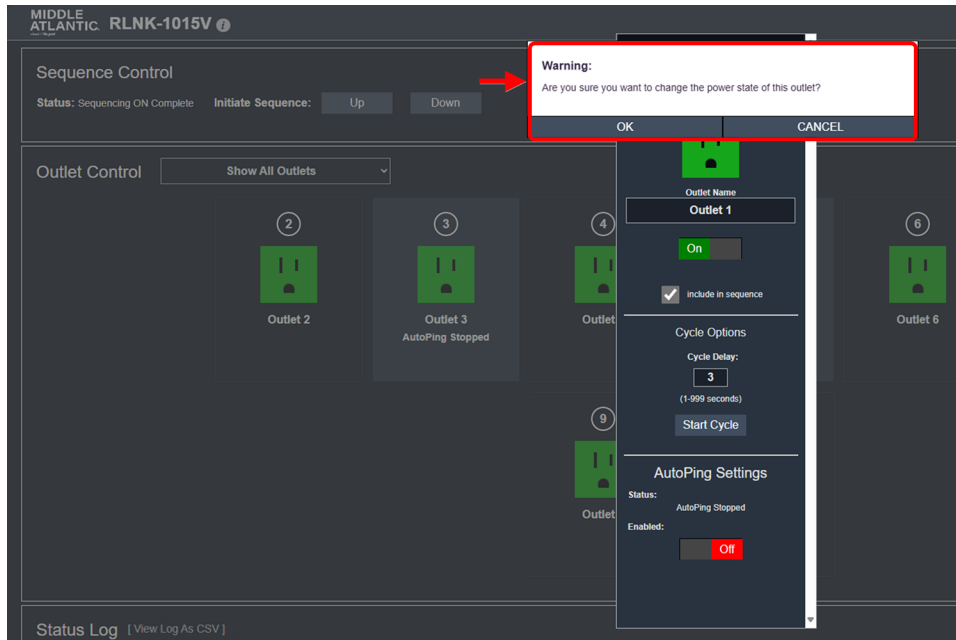 MIDDLE
ATLANTIC
RLNK-1015V
Sequence Control
Status: Sequencing ON Complete Initiate Sequence: Up Down
Warning:
Are you sure you want to change the power state of this outlet?
OK CANCEL
Outlet Control Show All Outlets
2
Outlet 2
3
Outlet 3
AutoPing Stopped
4
Outlet
6
Outlet 6
9
Outlet
Outlet Name
Outlet 1
On
include in sequence
Cycle Options
Cycle Delay:
3
(1-999 seconds)
Start Cycle
AutoPing Settings
Status:
AutoPing Stopped
Enabled:
Off
Status Log [ View Log As CSV ]